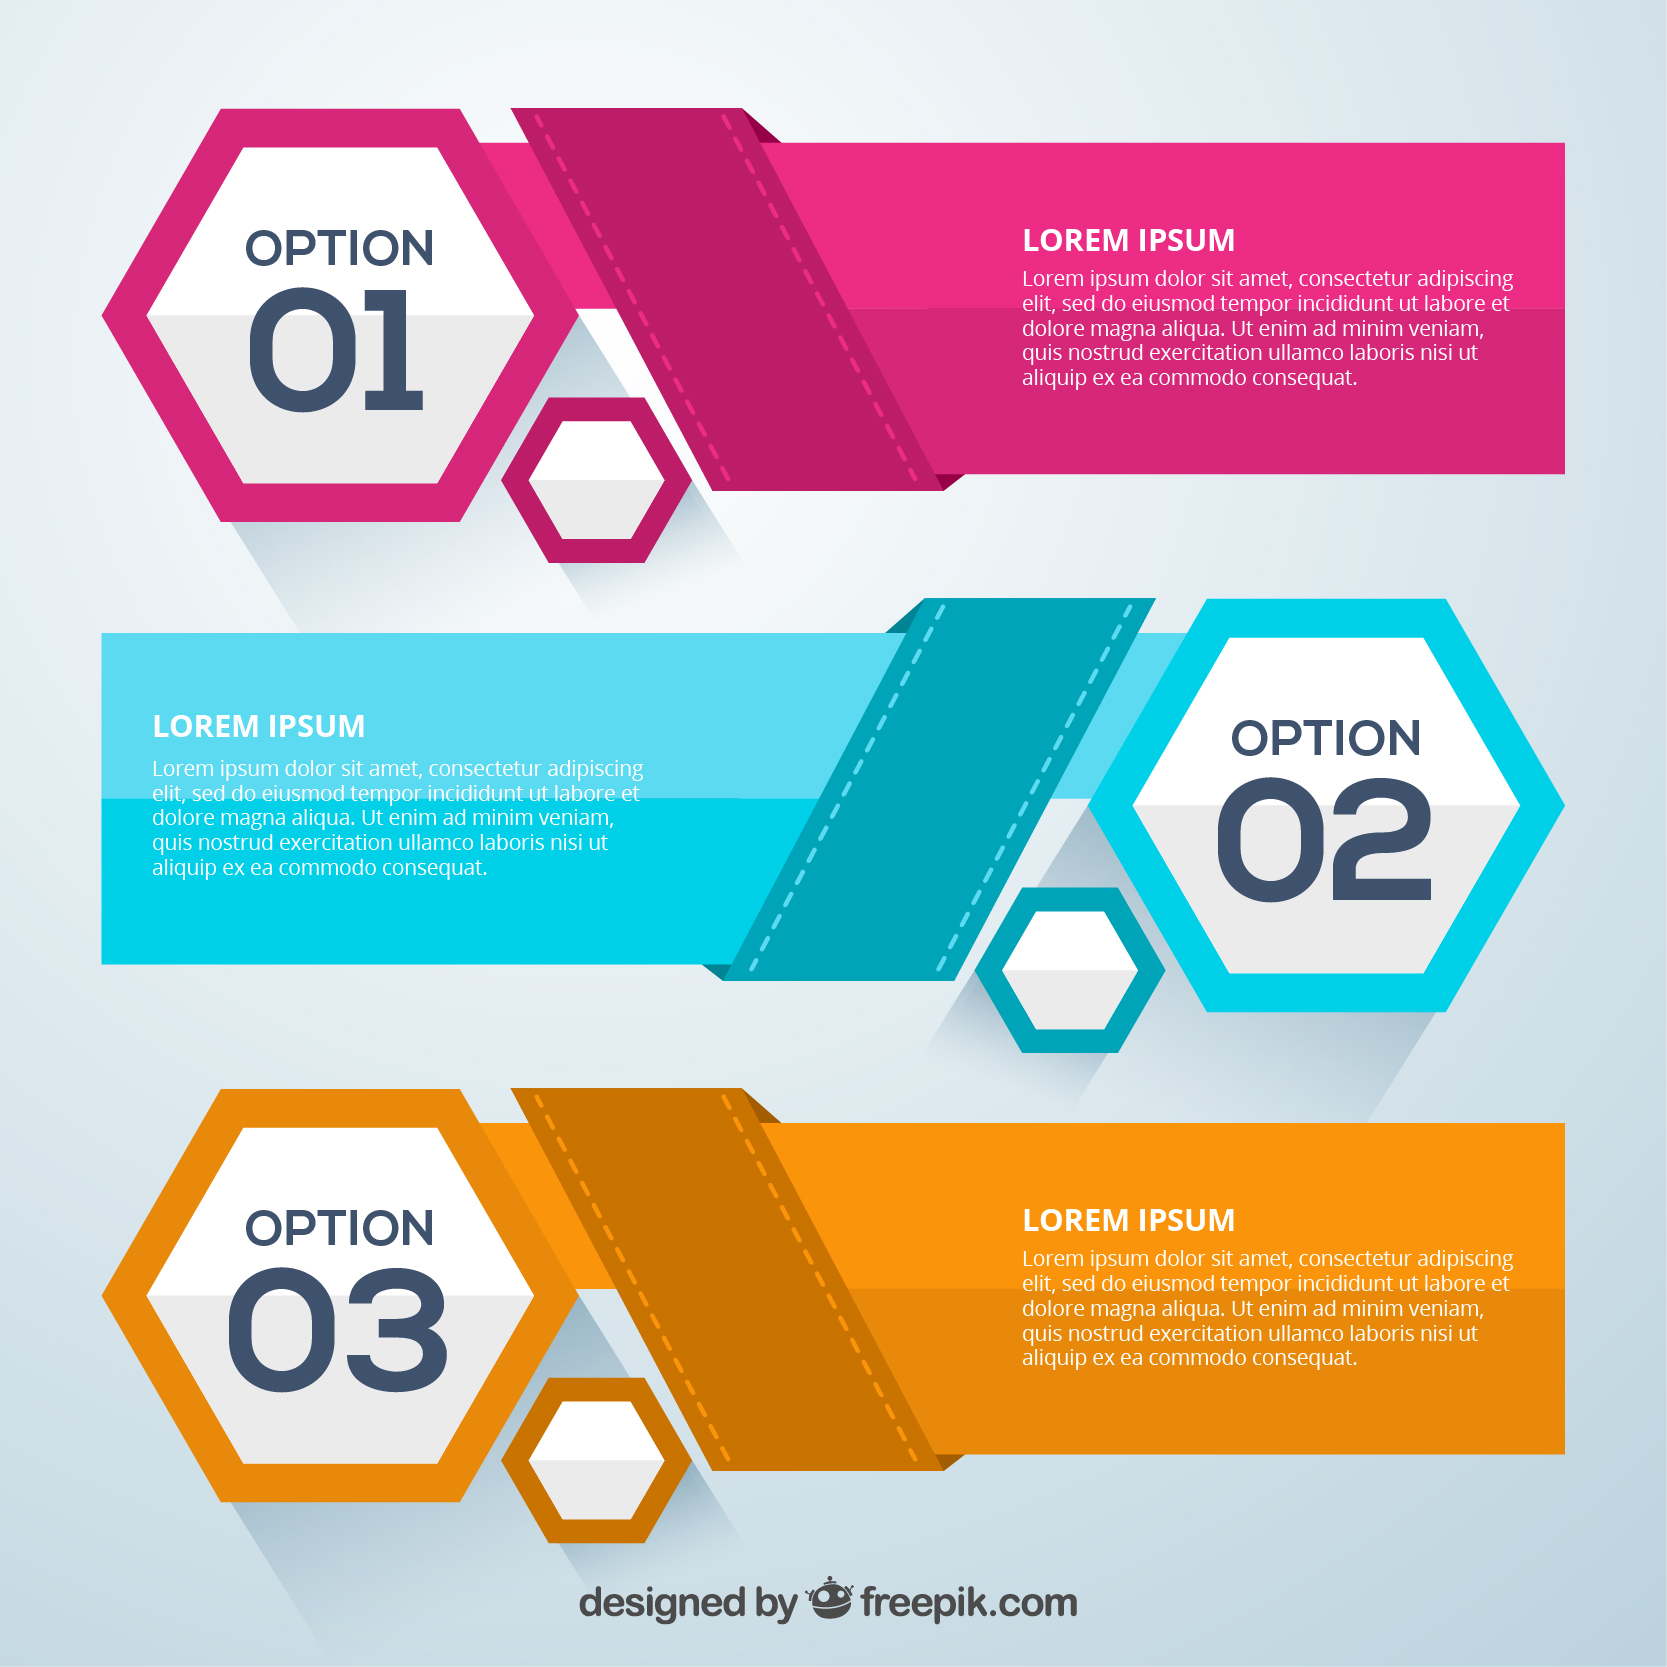 OPTION
01
LOREM IPSUM
Lorem ipsum dolor sit amet, consectetur adipiscing
elit, sed do eiusmod tempor incididunt ut labore et
dolore magna aliqua. Ut enim ad minim veniam,
quis nostrud exercitation ullamco laboris nisi ut
aliquip ex ea commodo consequat.
LOREM IPSUM
Lorem ipsum dolor sit amet, consectetur adipiscing
elit, sed do eiusmod tempor incididunt ut labore et
dolore magna aliqua. Ut enim ad minim veniam,
quis nostrud exercitation ullamco laboris nisi ut
aliquip ex ea commodo consequat.
OPTION
02
OPTION
03
LOREM IPSUM
Lorem ipsum dolor sit amet, consectetur adipiscing
elit, sed do eiusmod tempor incididunt ut labore et
dolore magna aliqua. Ut enim ad minim veniam,
quis nostrud exercitation ullamco laboris nisi ut
aliquip ex ea commodo consequat.
designed by freepik.com